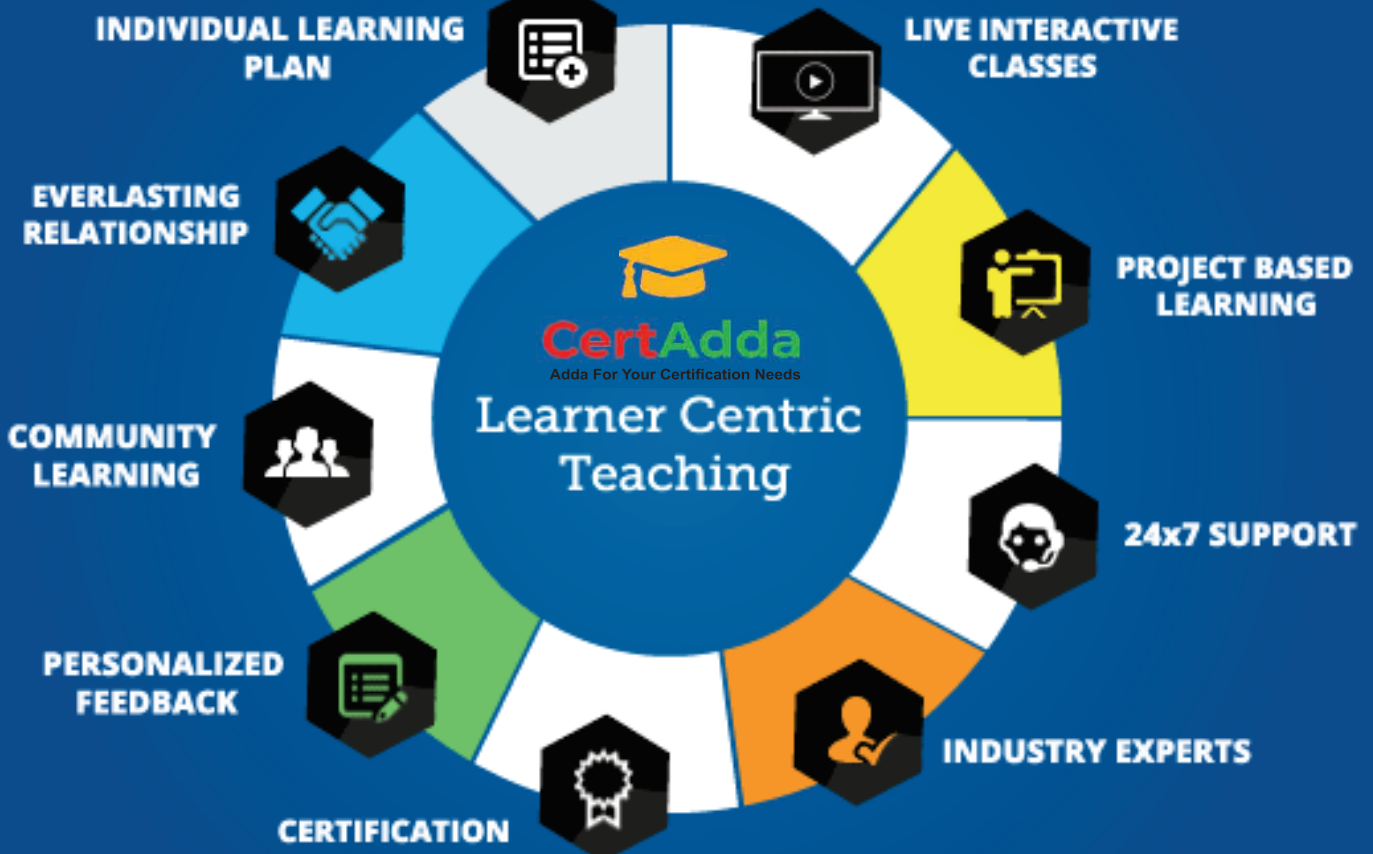 INDIVIDUAL LEARNING
PLAN
LIVE INTERACTIVE
CLASSES
EVERLASTING
RELATIONSHIP
PROJECT BASED
LEARNING
CertAdda
Adda For Your Certification Needs
Learner Centric
Teaching
COMMUNITY
LEARNING
24x7 SUPPORT
PERSONALIZED
FEEDBACK
INDUSTRY EXPERTS
CERTIFICATION